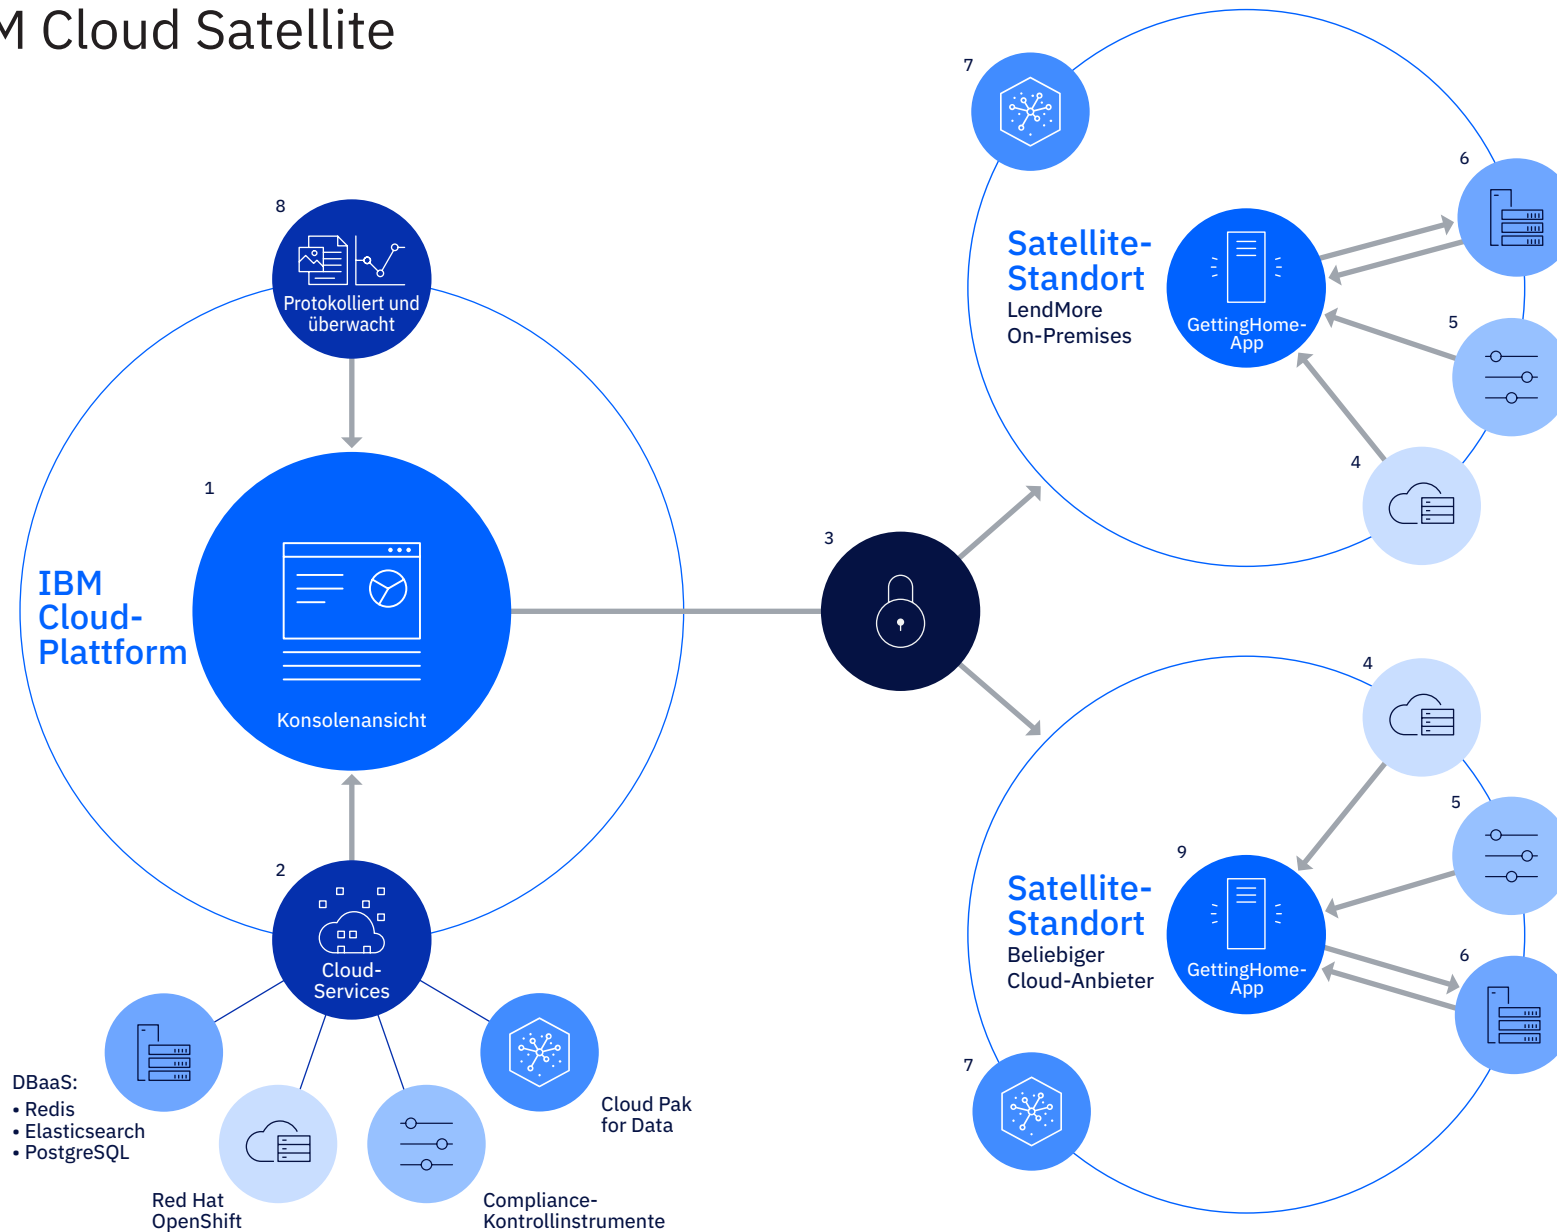 M Cloud Satellite
8
Protokolliert und
überwacht
1
IBM
Cloud-
Plattform
Konsolenansicht
2
Cloud-
Services
DBaaS:
• Redis
• Elasticsearch
• PostgreSQL
Red Hat
OpenShift
Compliance-
Kontrollinstrumente
Cloud Pak
for Data
3
7
6
Satellite-
Standort
LendMore
On-Premises
GettingHome-
App
5
4
4
5
9
Satellite-
Standort
Beliebiger
Cloud-Anbieter
GettingHome-
App
6
7